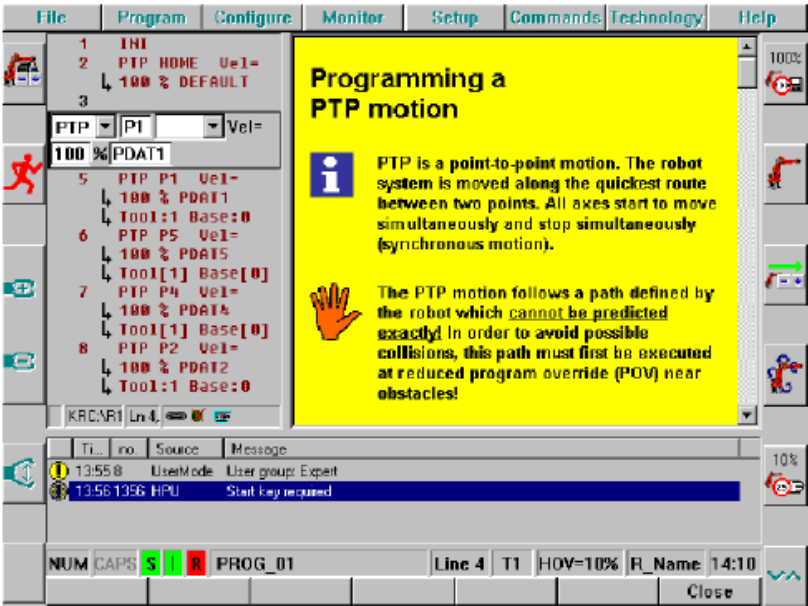 File Program Configure Monitor Setup Commands Technology Help
1 INI
2 PTP HOME Vel=
100 % DEFAULT
3
PTP P1 Vel=
100 % PDAT1
5 PTP P1 Vel=
100 % PDAT1
Tool:1 Base:0
6 PTP P5 Vel=
100 % PDAT5
Tool[1] Base[0]
7 PTP P4 Vel=
100 % PDAT4
Tool[1] Base[0]
8 PTP P2 Vel=
100 % PDAT2
Tool:1 Base:0
KRC:\R1 Ln 4,
Programming a
PTP motion
i
PTP is a point-to-point motion. The robot
system is moved along the quickest route
between two points. All axes start to move
simultaneously and stop simultaneously
(synchronous motion).
The PTP motion follows a path defined by
the robot which cannot be predicted
exactly! In order to avoid possible
collisions, this path must first be executed
at reduced program override (POV) near
obstacles!
100%
10%
Ti... no. Source Message
13:55 8 UserMode User group: Expert
13:56 1356 HPU Start key required
NUM CAPS S I R PROG_01 Line 4 T1 HOV=10% R_Name 14:10
Close